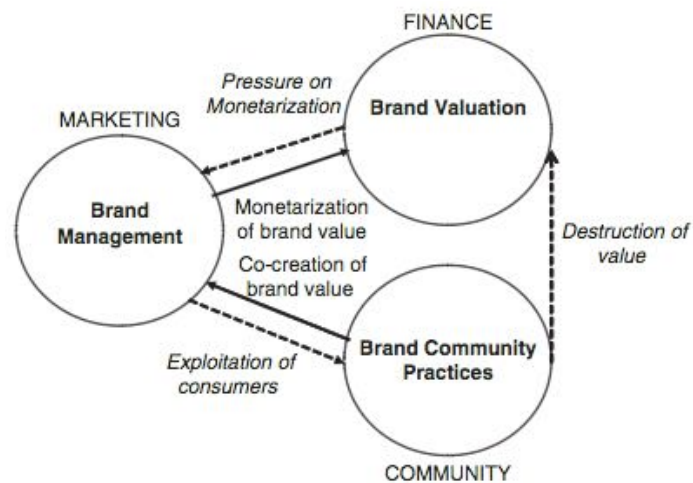 FINANCE
Pressure on
Monetarization
Brand Valuation
MARKETING
Brand
Management
Monetarization
of brand value
Destruction of
value
Co-creation of
brand value
Brand Community
Practices
Exploitation of
consumers
COMMUNITY